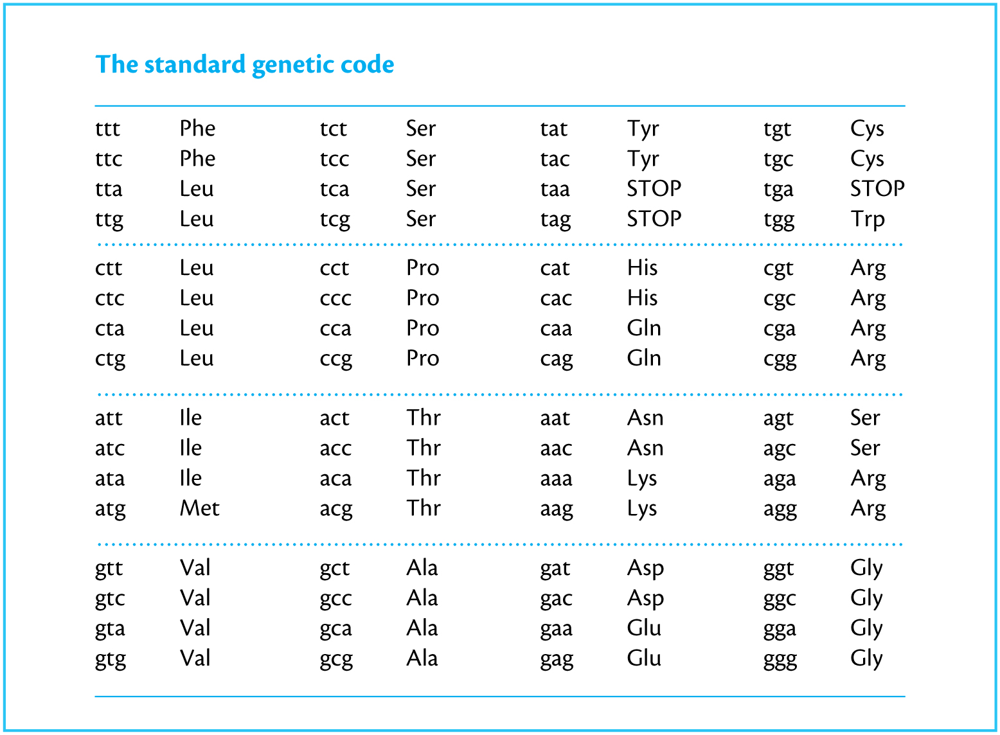 The standard genetic code
ttt Phe tct Ser tat Tyr tgt Cys
ttc Phe tcc Ser tac Tyr tgc Cys
tta Leu tca Ser taa STOP tga STOP
ttg Leu tcg Ser tag STOP tgg Trp
ctt Leu cct Pro cat His cgt Arg
ctc Leu ccc Pro cac His cgc Arg
cta Leu cca Pro caa Gln cga Arg
ctg Leu ccg Pro cag Gln cgg Arg
att Ile act Thr aat Asn agt Ser
atc Ile acc Thr aac Asn agc Ser
ata Ile aca Thr aaa Lys aga Arg
atg Met acg Thr aag Lys agg Arg
gtt Val gct Ala gat Asp ggt Gly
gtc Val gcc Ala gac Asp ggc Gly
gta Val gca Ala gaa Glu gga Gly
gtg Val gcg Ala gag Glu ggg Gly